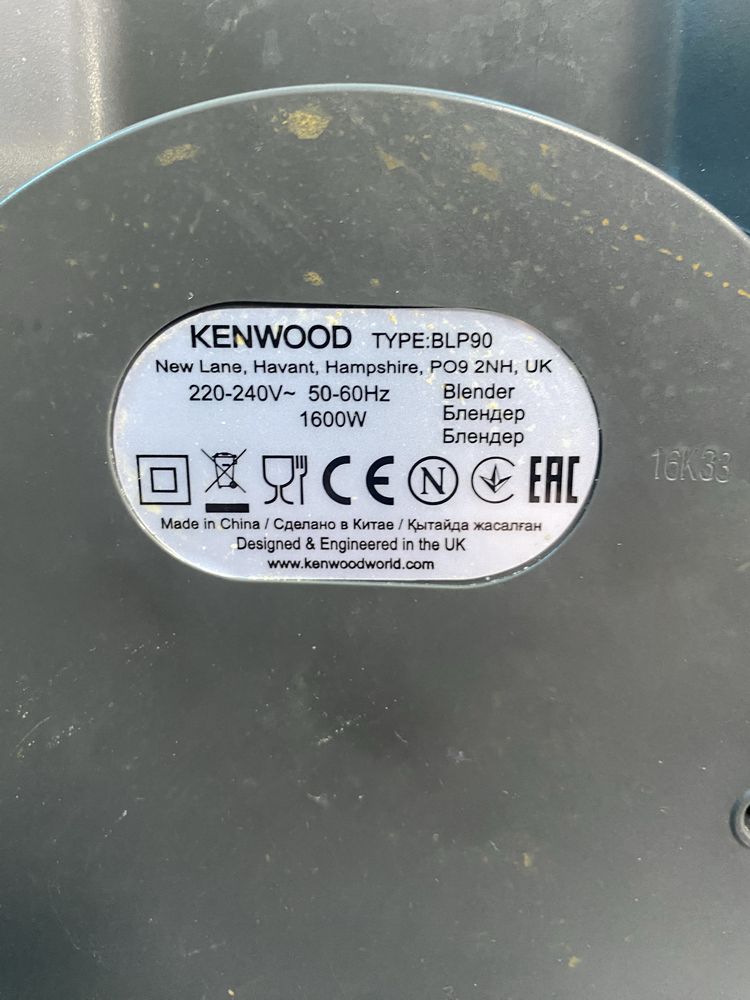 KENWOOD TYPE:BLP90
New Lane, Havant, Hampshire, PO9 2NH, UK
220-240V~ 50-60Hz Blender
1600W Блендер
Блендер
CE N EAC
Made in China / Сделано в Китае / Қытайда жасалған
Designed & Engineered in the UK
www.kenwoodworld.com
16K33